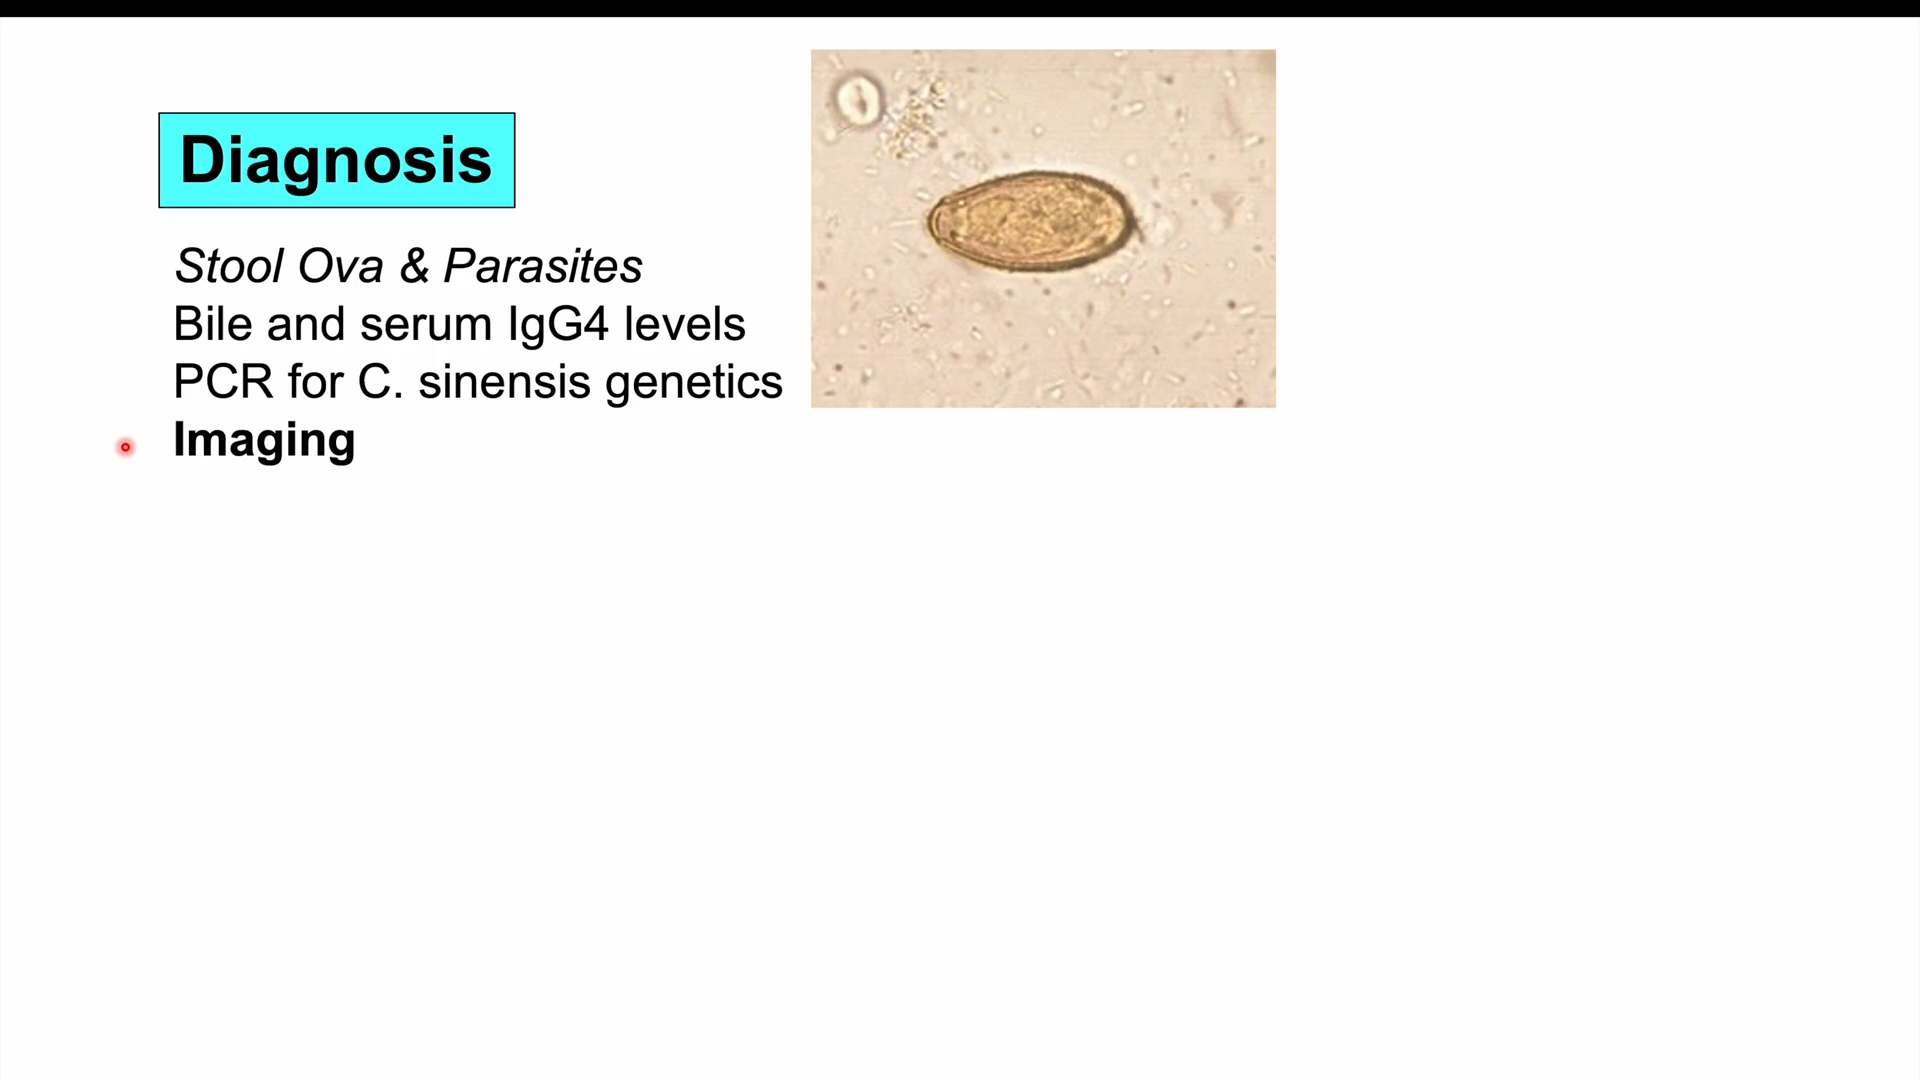 Diagnosis
Stool Ova & Parasites
Bile and serum IgG4 levels
PCR for C. sinensis genetics
Imaging